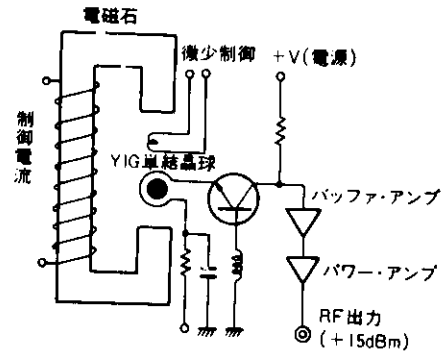 電磁石
微少制御
+V(電源)
制御電流
YIG単結晶球
バッファ・アンプ
パワー・アンプ
RF出力
(+15dBm)